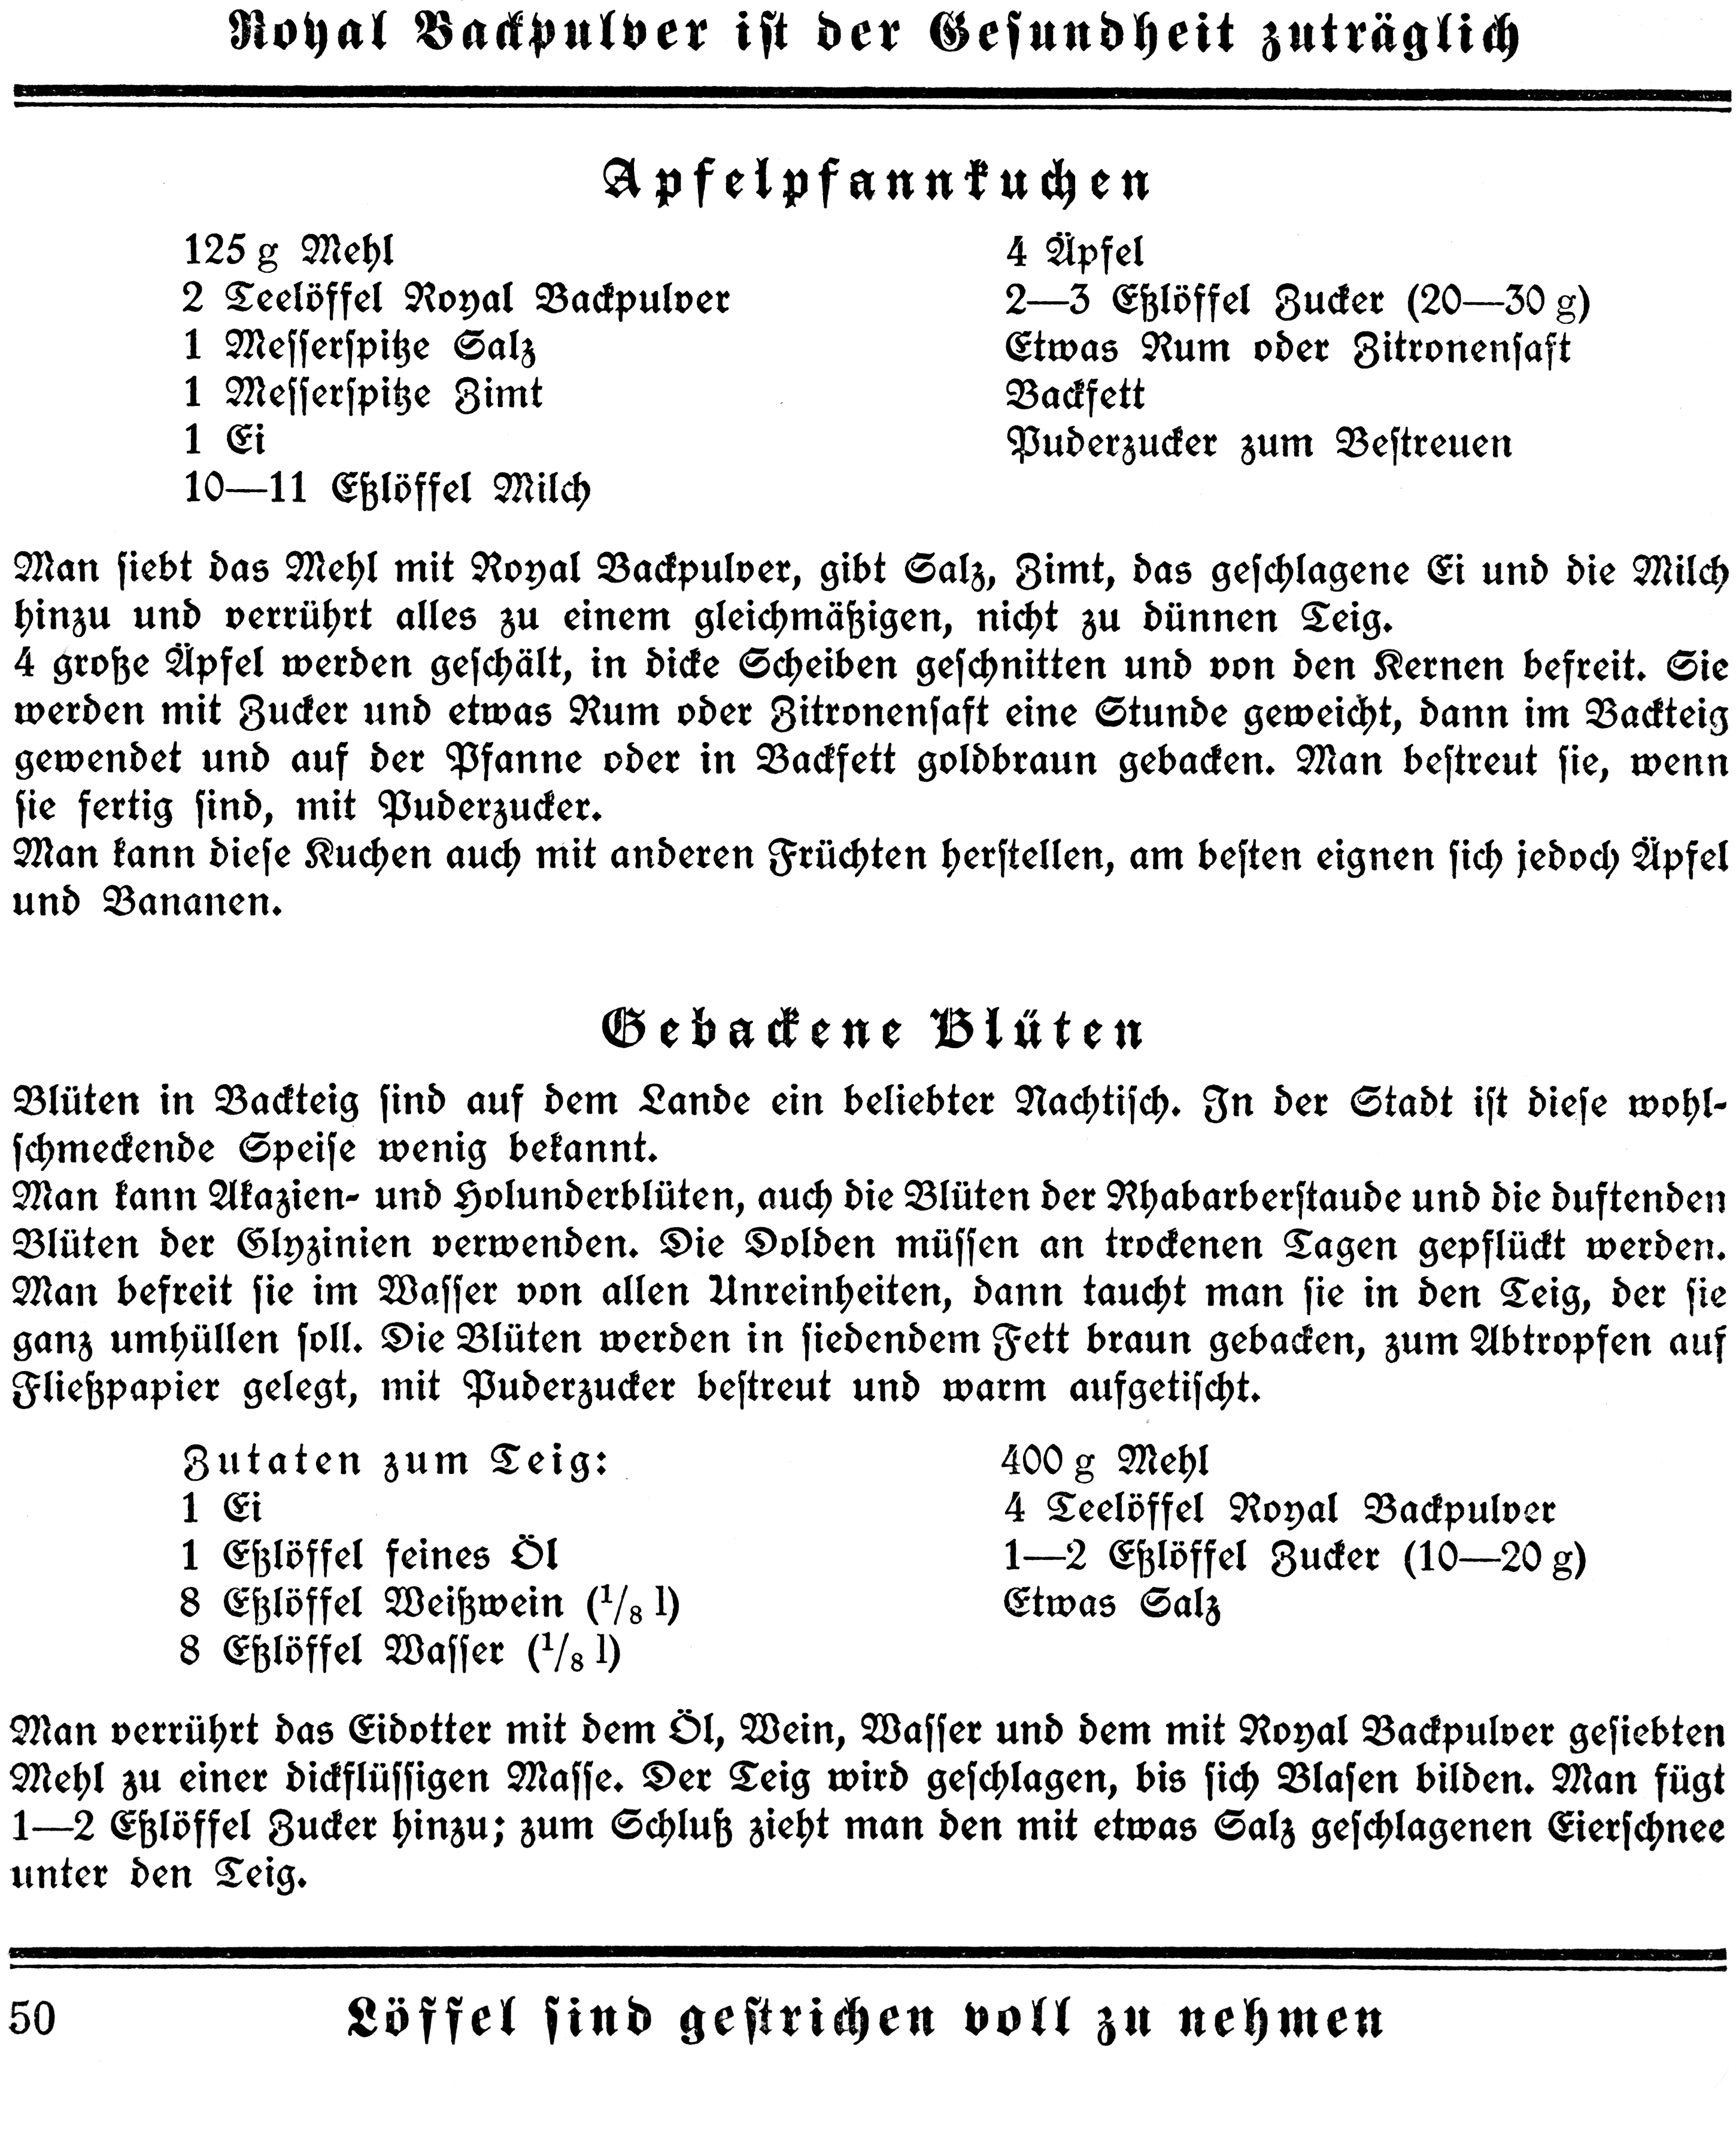 Royal Backpulver ist der Gesundheit zuträglich
Apfelpfannkuchen
125 g Mehl
2 Teelöffel Royal Backpulver
1 Messerspitze Salz
1 Messerspitze Zimt
1 Ei
10—11 Eßlöffel Milch
4 Äpfel
2—3 Eßlöffel Zucker (20—30 g)
Etwas Rum oder Zitronensaft
Backfett
Puderzucker zum Bestreuen
Man siebt das Mehl mit Royal Backpulver, gibt Salz, Zimt, das geschlagene Ei und die Milch
hinzu und verrührt alles zu einem gleichmäßigen, nicht zu dünnen Teig.
4 große Äpfel werden geschält, in dicke Scheiben geschnitten und von den Kernen befreit. Sie
werden mit Zucker und etwas Rum oder Zitronensaft eine Stunde geweicht, dann im Backteig
gewendet und auf der Pfanne oder in Backfett goldbraun gebacken. Man bestreut sie, wenn
sie fertig sind, mit Puderzucker.
Man kann diese Kuchen auch mit anderen Früchten herstellen, am besten eignen sich jedoch Äpfel
und Bananen.
Gebackene Blüten
Blüten in Backteig sind auf dem Lande ein beliebter Nachtisch. In der Stadt ist diese wohl-
schmeckende Speise wenig bekannt.
Man kann Akazien- und Holunderblüten, auch die Blüten der Rhabarberstaude und die duftenden
Blüten der Glyzinien verwenden. Die Dolden müssen an trockenen Tagen gepflückt werden.
Man befreit sie im Wasser von allen Unreinheiten, dann taucht man sie in den Teig, der sie
ganz umhüllen soll. Die Blüten werden in siedendem Fett braun gebacken, zum Abtropfen auf
Fließpapier gelegt, mit Puderzucker bestreut und warm aufgetischt.
Zutaten zum Teig:
1 Ei
1 Eßlöffel feines Öl
8 Eßlöffel Weißwein (1/8 l)
8 Eßlöffel Wasser (1/8 l)
400 g Mehl
4 Teelöffel Royal Backpulver
1—2 Eßlöffel Zucker (10—20 g)
Etwas Salz
Man verrührt das Eidotter mit dem Öl, Wein, Wasser und dem mit Royal Backpulver gesiebten
Mehl zu einer dickflüssigen Masse. Der Teig wird geschlagen, bis sich Blasen bilden. Man fügt
1—2 Eßlöffel Zucker hinzu; zum Schluß zieht man den mit etwas Salz geschlagenen Eierschnee
unter den Teig.
50
Löffel sind gestrichen voll zu nehmen